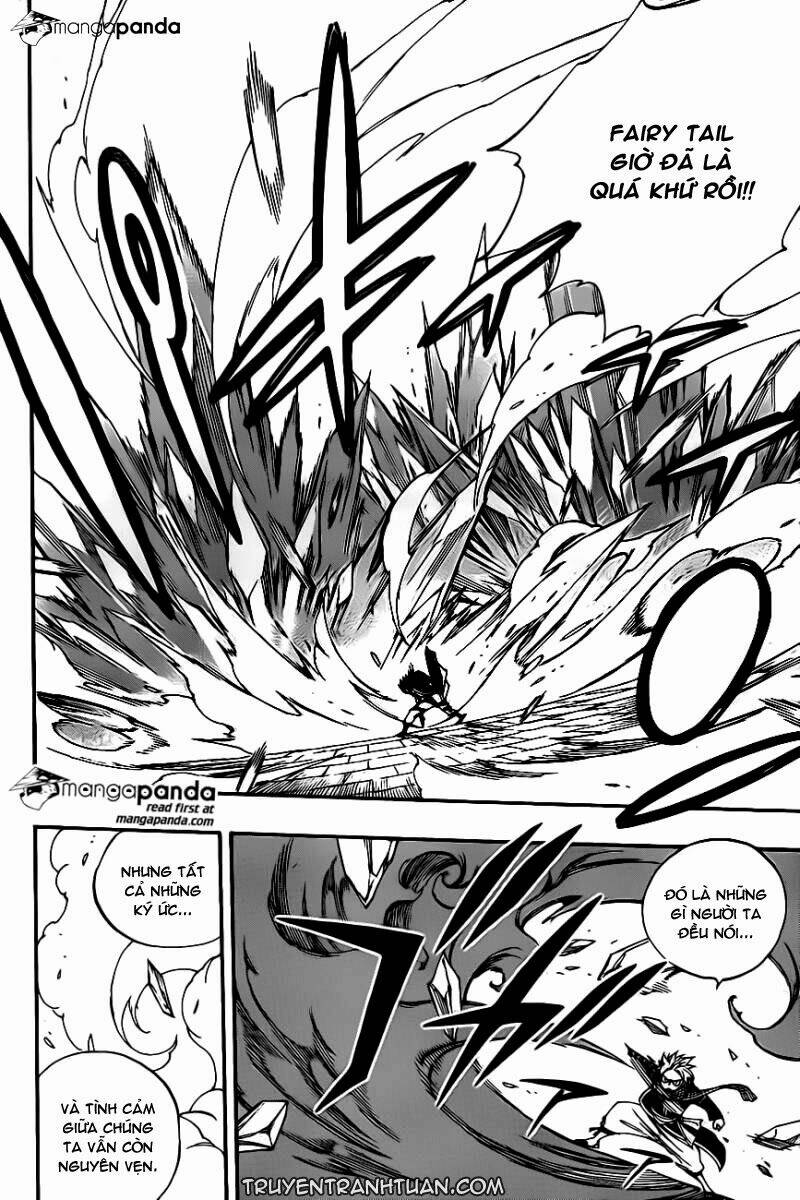 mangapanda
FAIRY TAIL
GIỜ ĐÃ LÀ
QUÁ KHỨ RỒI!!
mangapanda
read first at
mangapanda.com
ĐÓ LÀ NHỮNG
GÌ NGƯỜI TA
ĐỀU NÓI...
NHƯNG TẤT
CẢ NHỮNG
KÝ ỨC...
VÀ TÌNH CẢM
GIỮA CHÚNG
TA VẪN CÒN
NGUYÊN VẸN.
TRUYENTRANHTUAN.COM